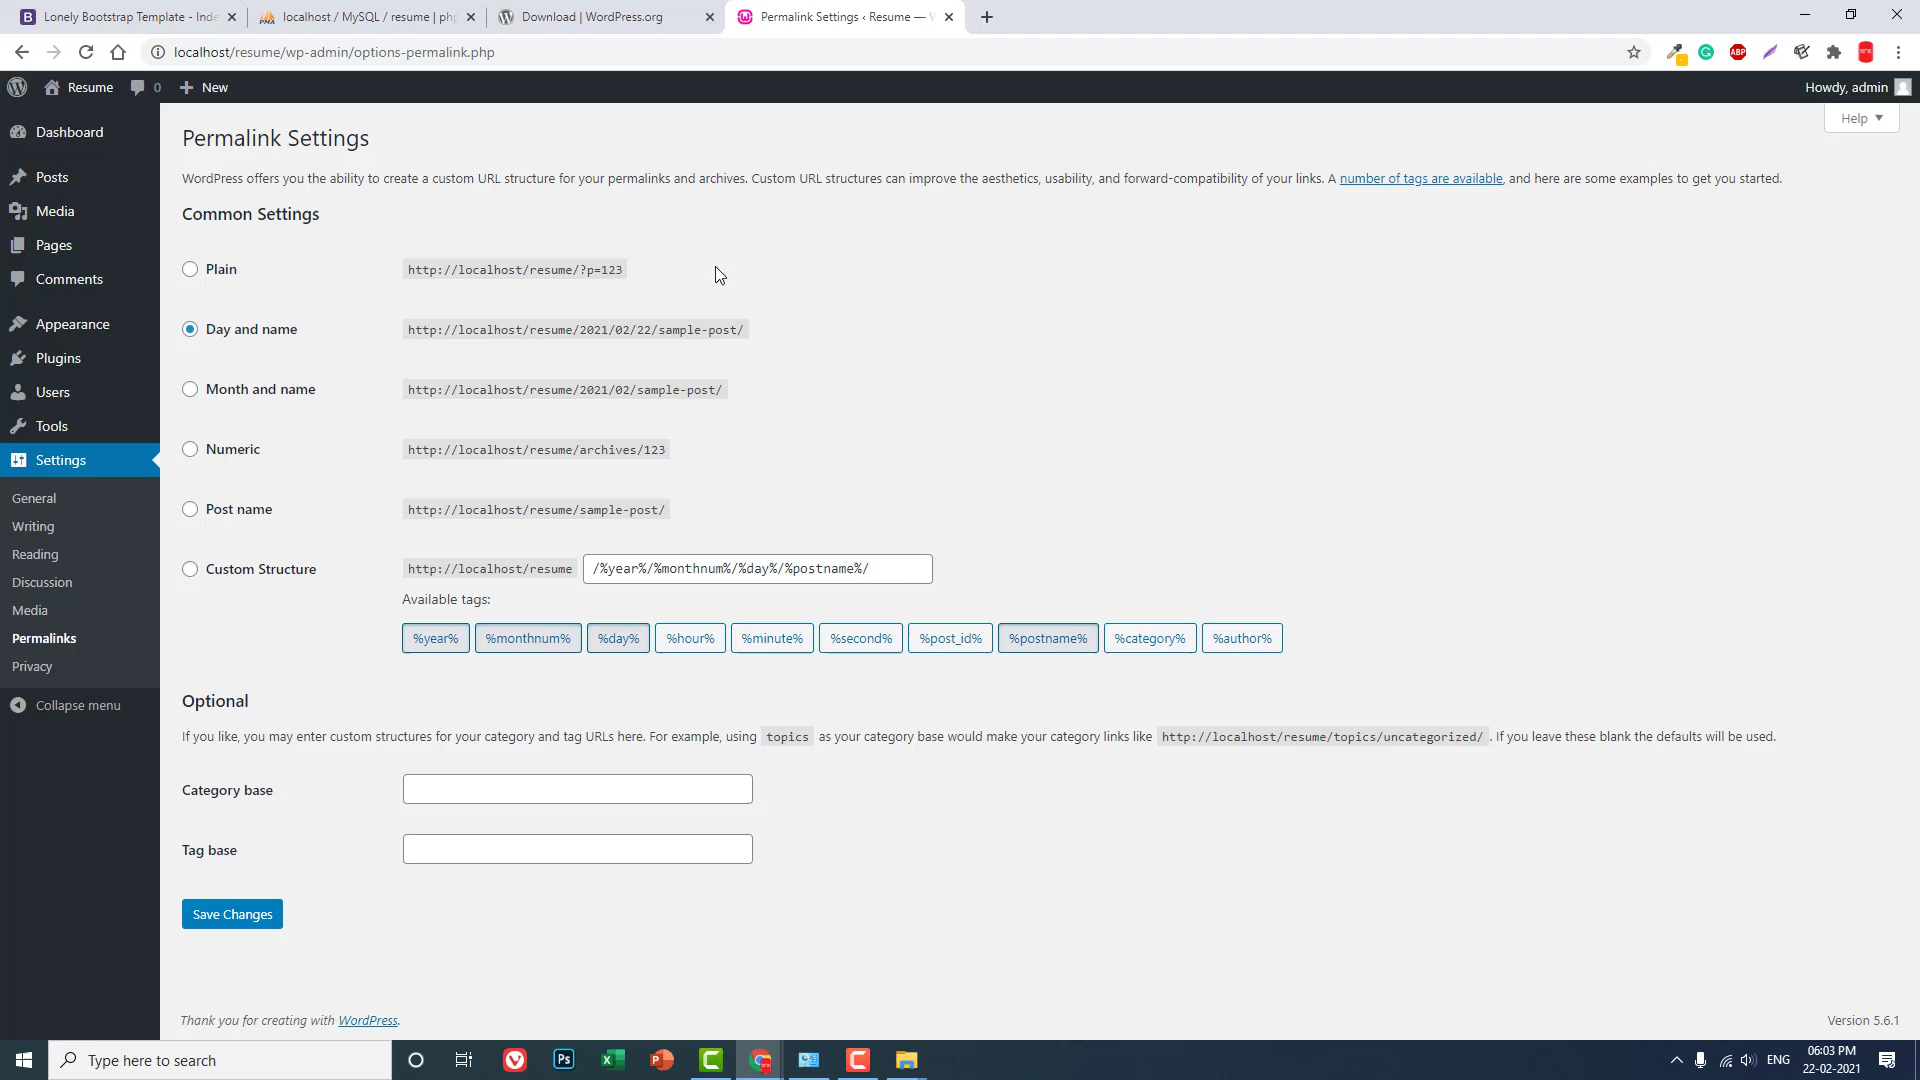 Lonely Bootstrap Template - Inde
localhost / MySQL / resume | php
Download | WordPress.org
Permalink Settings ‹ Resume — W
localhost/resume/wp-admin/options-permalink.php
ABP
Resume
0
New
Howdy, admin
Help
Dashboard
Posts
Media
Pages
Comments
Appearance
Plugins
Users
Tools
Settings
General
Writing
Reading
Discussion
Media
Permalinks
Privacy
Collapse menu
Permalink Settings
WordPress offers you the ability to create a custom URL structure for your permalinks and archives. Custom URL structures can improve the aesthetics, usability, and forward-compatibility of your links. A number of tags are available, and here are some examples to get you started.
Common Settings
Plain http://localhost/resume/?p=123
Day and name http://localhost/resume/2021/02/22/sample-post/
Month and name http://localhost/resume/2021/02/sample-post/
Numeric http://localhost/resume/archives/123
Post name http://localhost/resume/sample-post/
Custom Structure http://localhost/resume /%year%/%monthnum%/%day%/%postname%/
Available tags:
%year% %monthnum% %day% %hour% %minute% %second% %post_id% %postname% %category% %author%
Optional
If you like, you may enter custom structures for your category and tag URLs here. For example, using topics as your category base would make your category links like http://localhost/resume/topics/uncategorized/ . If you leave these blank the defaults will be used.
Category base
Tag base
Save Changes
Thank you for creating with WordPress.
Version 5.6.1
Type here to search
Ps
ENG
06:03 PM
22-02-2021